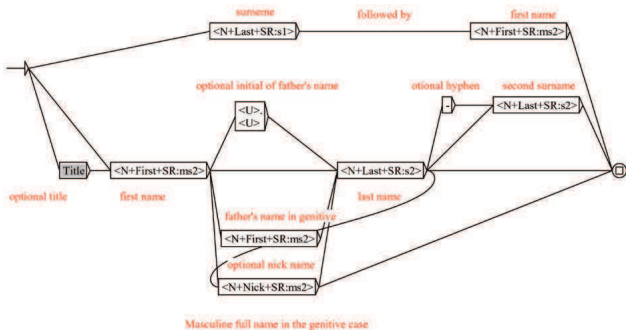 surname followed by first name
<N+Last+SR:s1> <N+First+SR:ms2>
optional initial of father's name otional hyphen second surname
<U>.
<U>
- <N+Last+SR:s2>
Title <N+First+SR:ms2> <N+Last+SR:s2>
optional title first name last name
father's name in genitive
<N+First+SR:ms2>
optional nick name
<N+Nick+SR:ms2>
Masculine full name in the genitive case